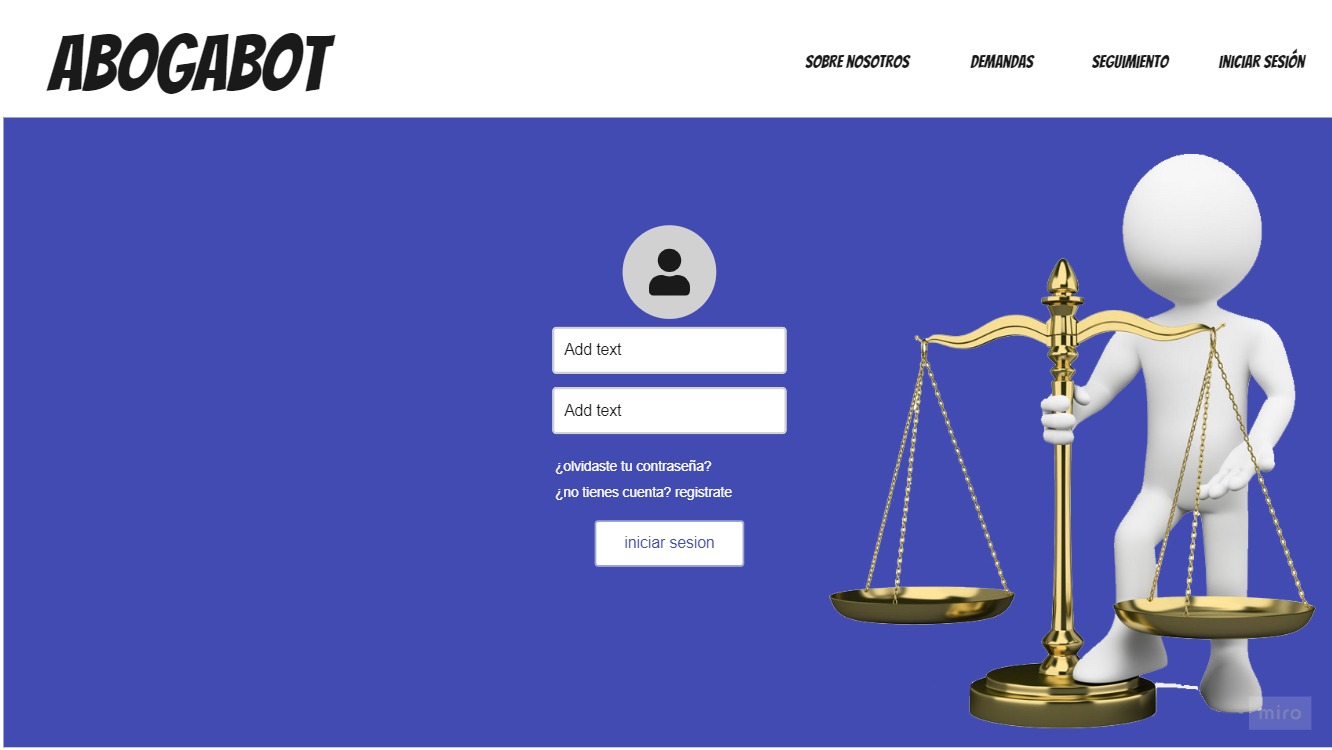 ABOGABOT
SOBRE NOSOTROS DEMANDAS SEGUIMIENTO INICIAR SESIÓN
Add text
Add text
¿olvidaste tu contraseña?
¿no tienes cuenta? registrate
iniciar sesion
miro